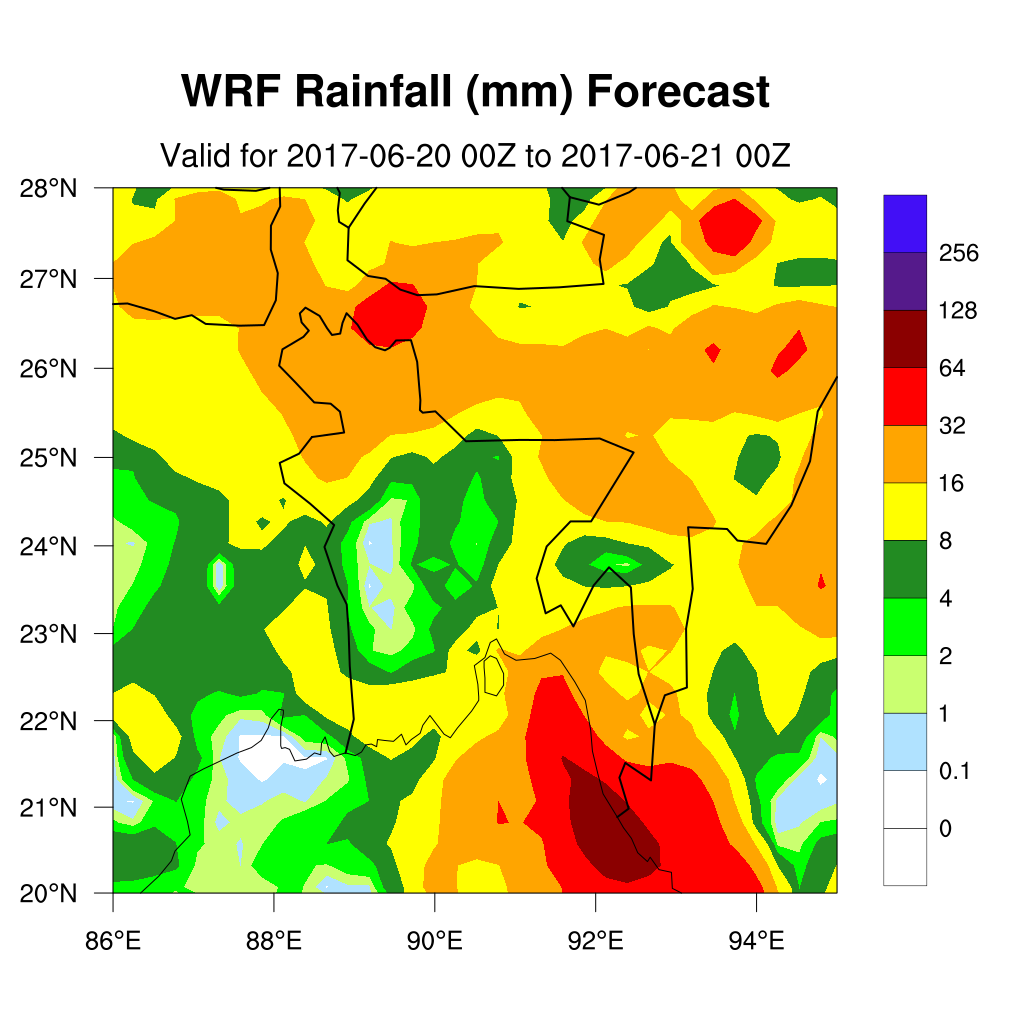 WRF Rainfall (mm) Forecast
Valid for 2017-06-20 00Z to 2017-06-21 00Z
28°N
27°N
26°N
25°N
24°N
23°N
22°N
21°N
20°N
86°E
88°E
90°E
92°E
94°E
256
128
64
32
16
8
4
2
1
0.1
0